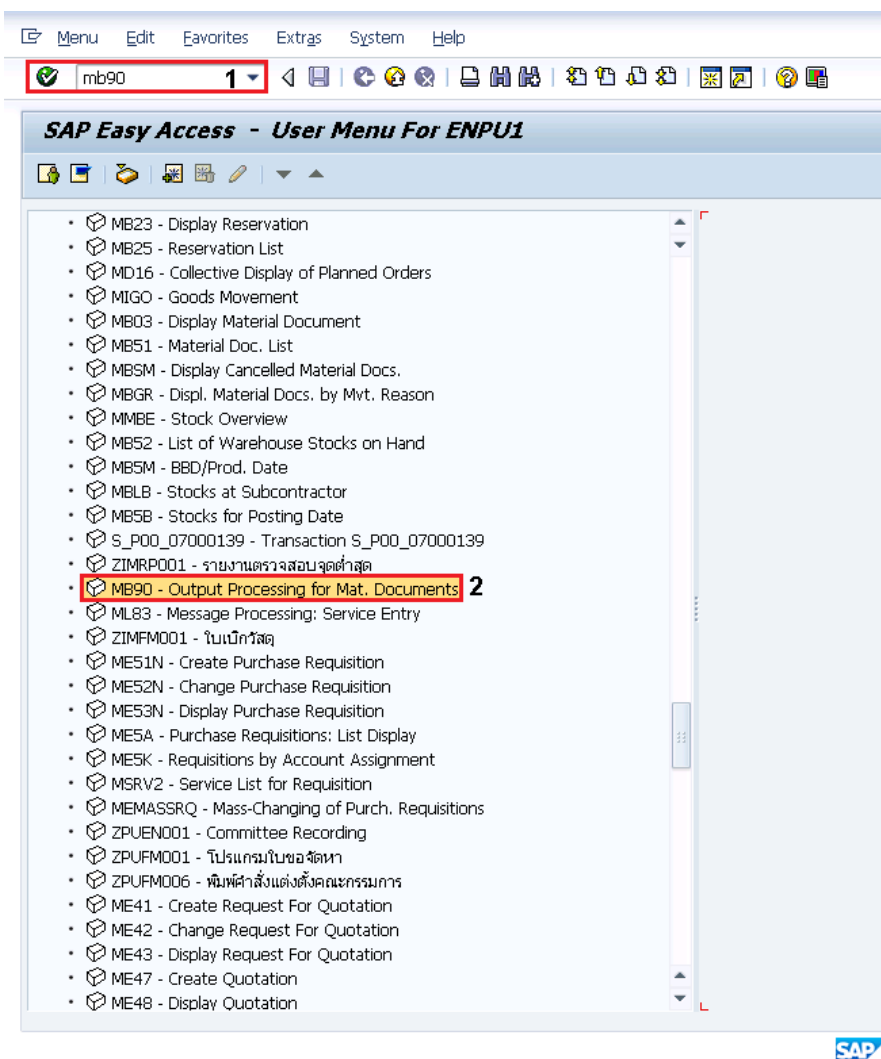 Menu Edit Favorites Extras System Help
mb90 1
SAP Easy Access - User Menu For ENPU1
MB23 - Display Reservation
MB25 - Reservation List
MD16 - Collective Display of Planned Orders
MIGO - Goods Movement
MB03 - Display Material Document
MB51 - Material Doc. List
MBSM - Display Cancelled Material Docs.
MBGR - Displ. Material Docs. by Mvt. Reason
MMBE - Stock Overview
MB52 - List of Warehouse Stocks on Hand
MB5M - BBD/Prod. Date
MBLB - Stocks at Subcontractor
MB5B - Stocks for Posting Date
S_P00_07000139 - Transaction S_P00_07000139
ZIMRP001 - รายงานตรวจสอบจุดต่ำสุด
MB90 - Output Processing for Mat. Documents 2
ML83 - Message Processing: Service Entry
ZIMFM001 - ใบเบิกวัสดุ
ME51N - Create Purchase Requisition
ME52N - Change Purchase Requisition
ME53N - Display Purchase Requisition
ME5A - Purchase Requisitions: List Display
ME5K - Requisitions by Account Assignment
MSRV2 - Service List for Requisition
MEMASSRQ - Mass-Changing of Purch. Requisitions
ZPUEN001 - Committee Recording
ZPUFM001 - โปรแกรมใบขอจัดหา
ZPUFM006 - พิมพ์คำสั่งแต่งตั้งคณะกรรมการ
ME41 - Create Request For Quotation
ME42 - Change Request For Quotation
ME43 - Display Request For Quotation
ME47 - Create Quotation
ME48 - Display Quotation
SAP